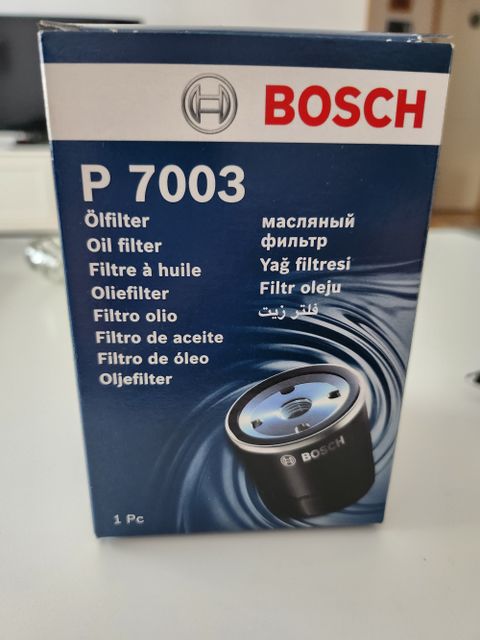 BOSCH
P 7003
Ölfilter
Oil filter
Filtre à huile
Oliefilter
Filtro olio
Filtro de aceite
Filtro de óleo
Oljefilter
масляный
фильтр
Yağ filtresi
Filtr oleju
فلتر زيت
BOSCH
1 Pc